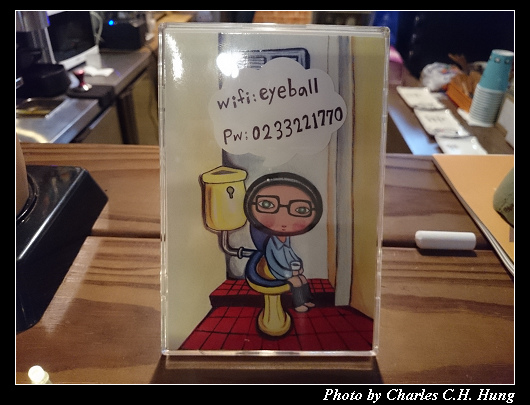 wifi:eyeball
Pw:0233221770
Photo by Charles C.H. Hung